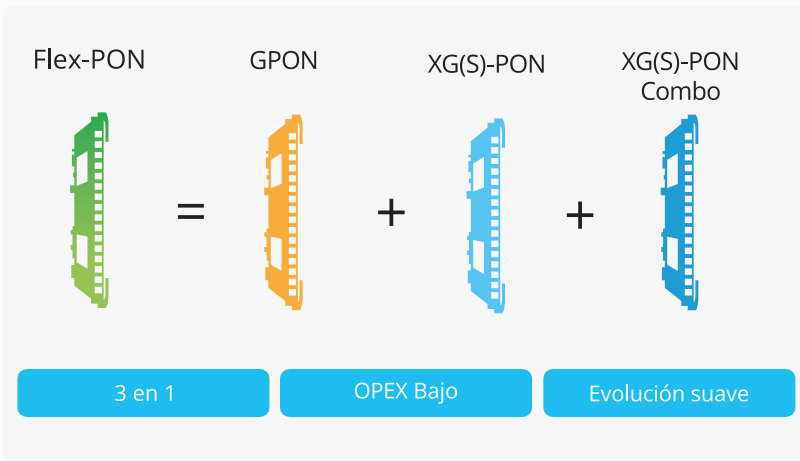 Flex-PON
GPON
XG(S)-PON
XG(S)-PON
Combo
=
+
+
3 en 1
OPEX Bajo
Evolución suave